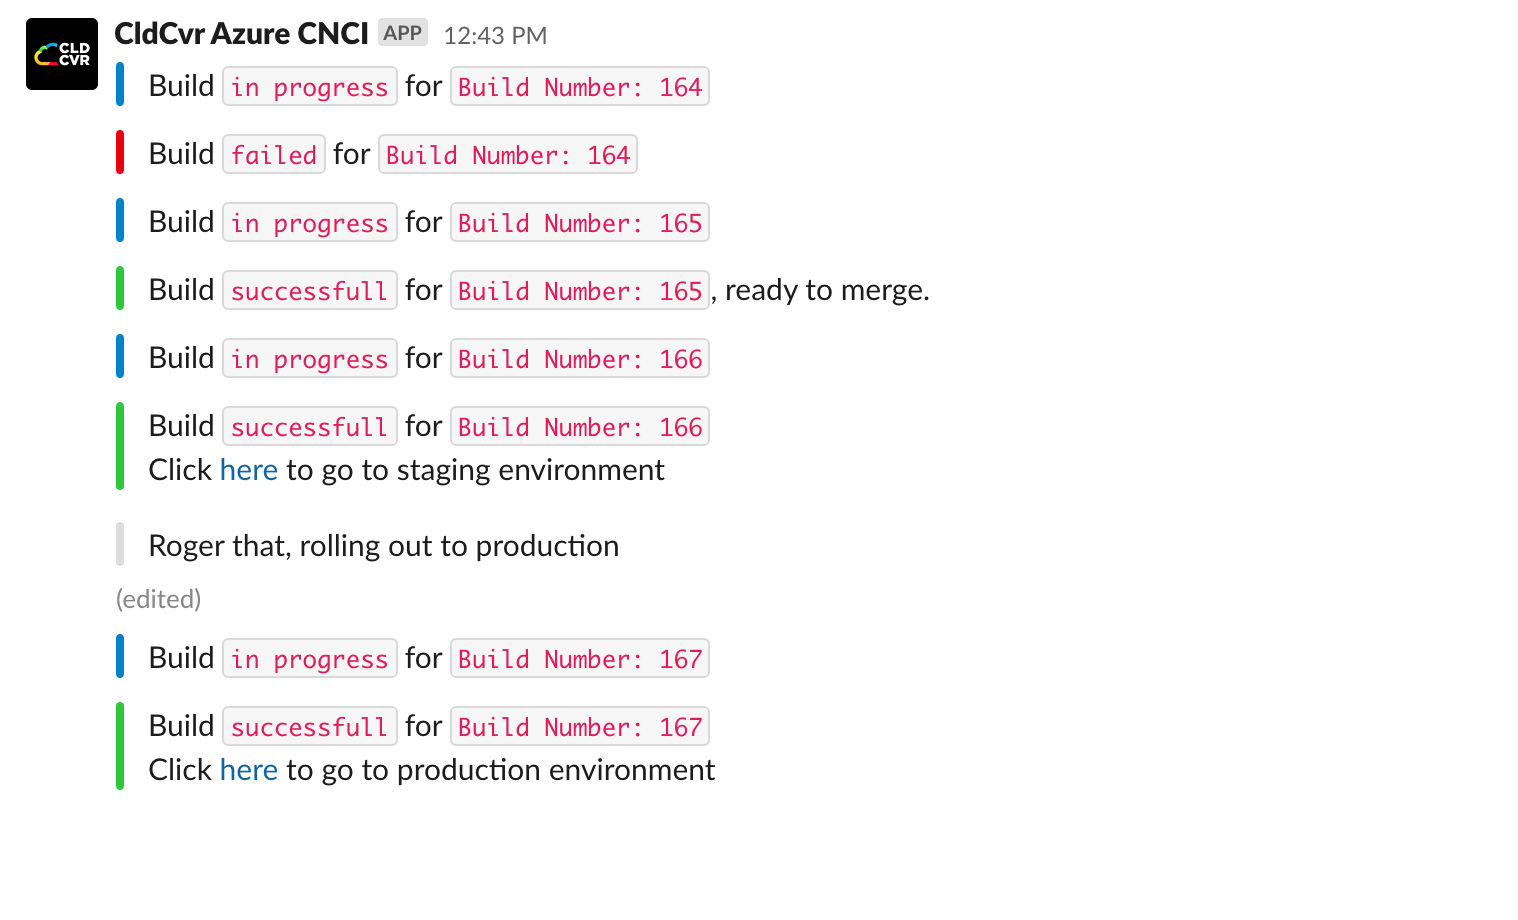 CLD
CVR
CldCvr Azure CNCI APP 12:43 PM
Build in progress for Build Number: 164
Build failed for Build Number: 164
Build in progress for Build Number: 165
Build successfull for Build Number: 165, ready to merge.
Build in progress for Build Number: 166
Build successfull for Build Number: 166
Click here to go to staging environment
Roger that, rolling out to production
(edited)
Build in progress for Build Number: 167
Build successfull for Build Number: 167
Click here to go to production environment